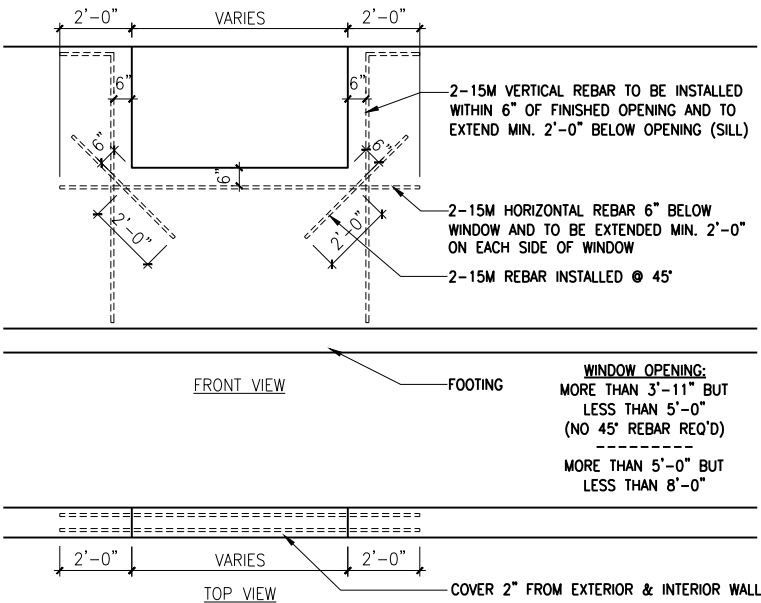 2'-0" VARIES 2'-0"
6" 6"
2-15M VERTICAL REBAR TO BE INSTALLED
WITHIN 6" OF FINISHED OPENING AND TO
EXTEND MIN. 2'-0" BELOW OPENING (SILL)
6" 6"
6"
2'-0" 2'-0"
2-15M HORIZONTAL REBAR 6" BELOW
WINDOW AND TO BE EXTENDED MIN. 2'-0"
ON EACH SIDE OF WINDOW
2-15M REBAR INSTALLED @ 45°
FRONT VIEW
FOOTING
WINDOW OPENING:
MORE THAN 3'-11" BUT
LESS THAN 5'-0"
(NO 45° REBAR REQ'D)
----------
MORE THAN 5'-0" BUT
LESS THAN 8'-0"
2'-0" VARIES 2'-0"
TOP VIEW
COVER 2" FROM EXTERIOR & INTERIOR WALL